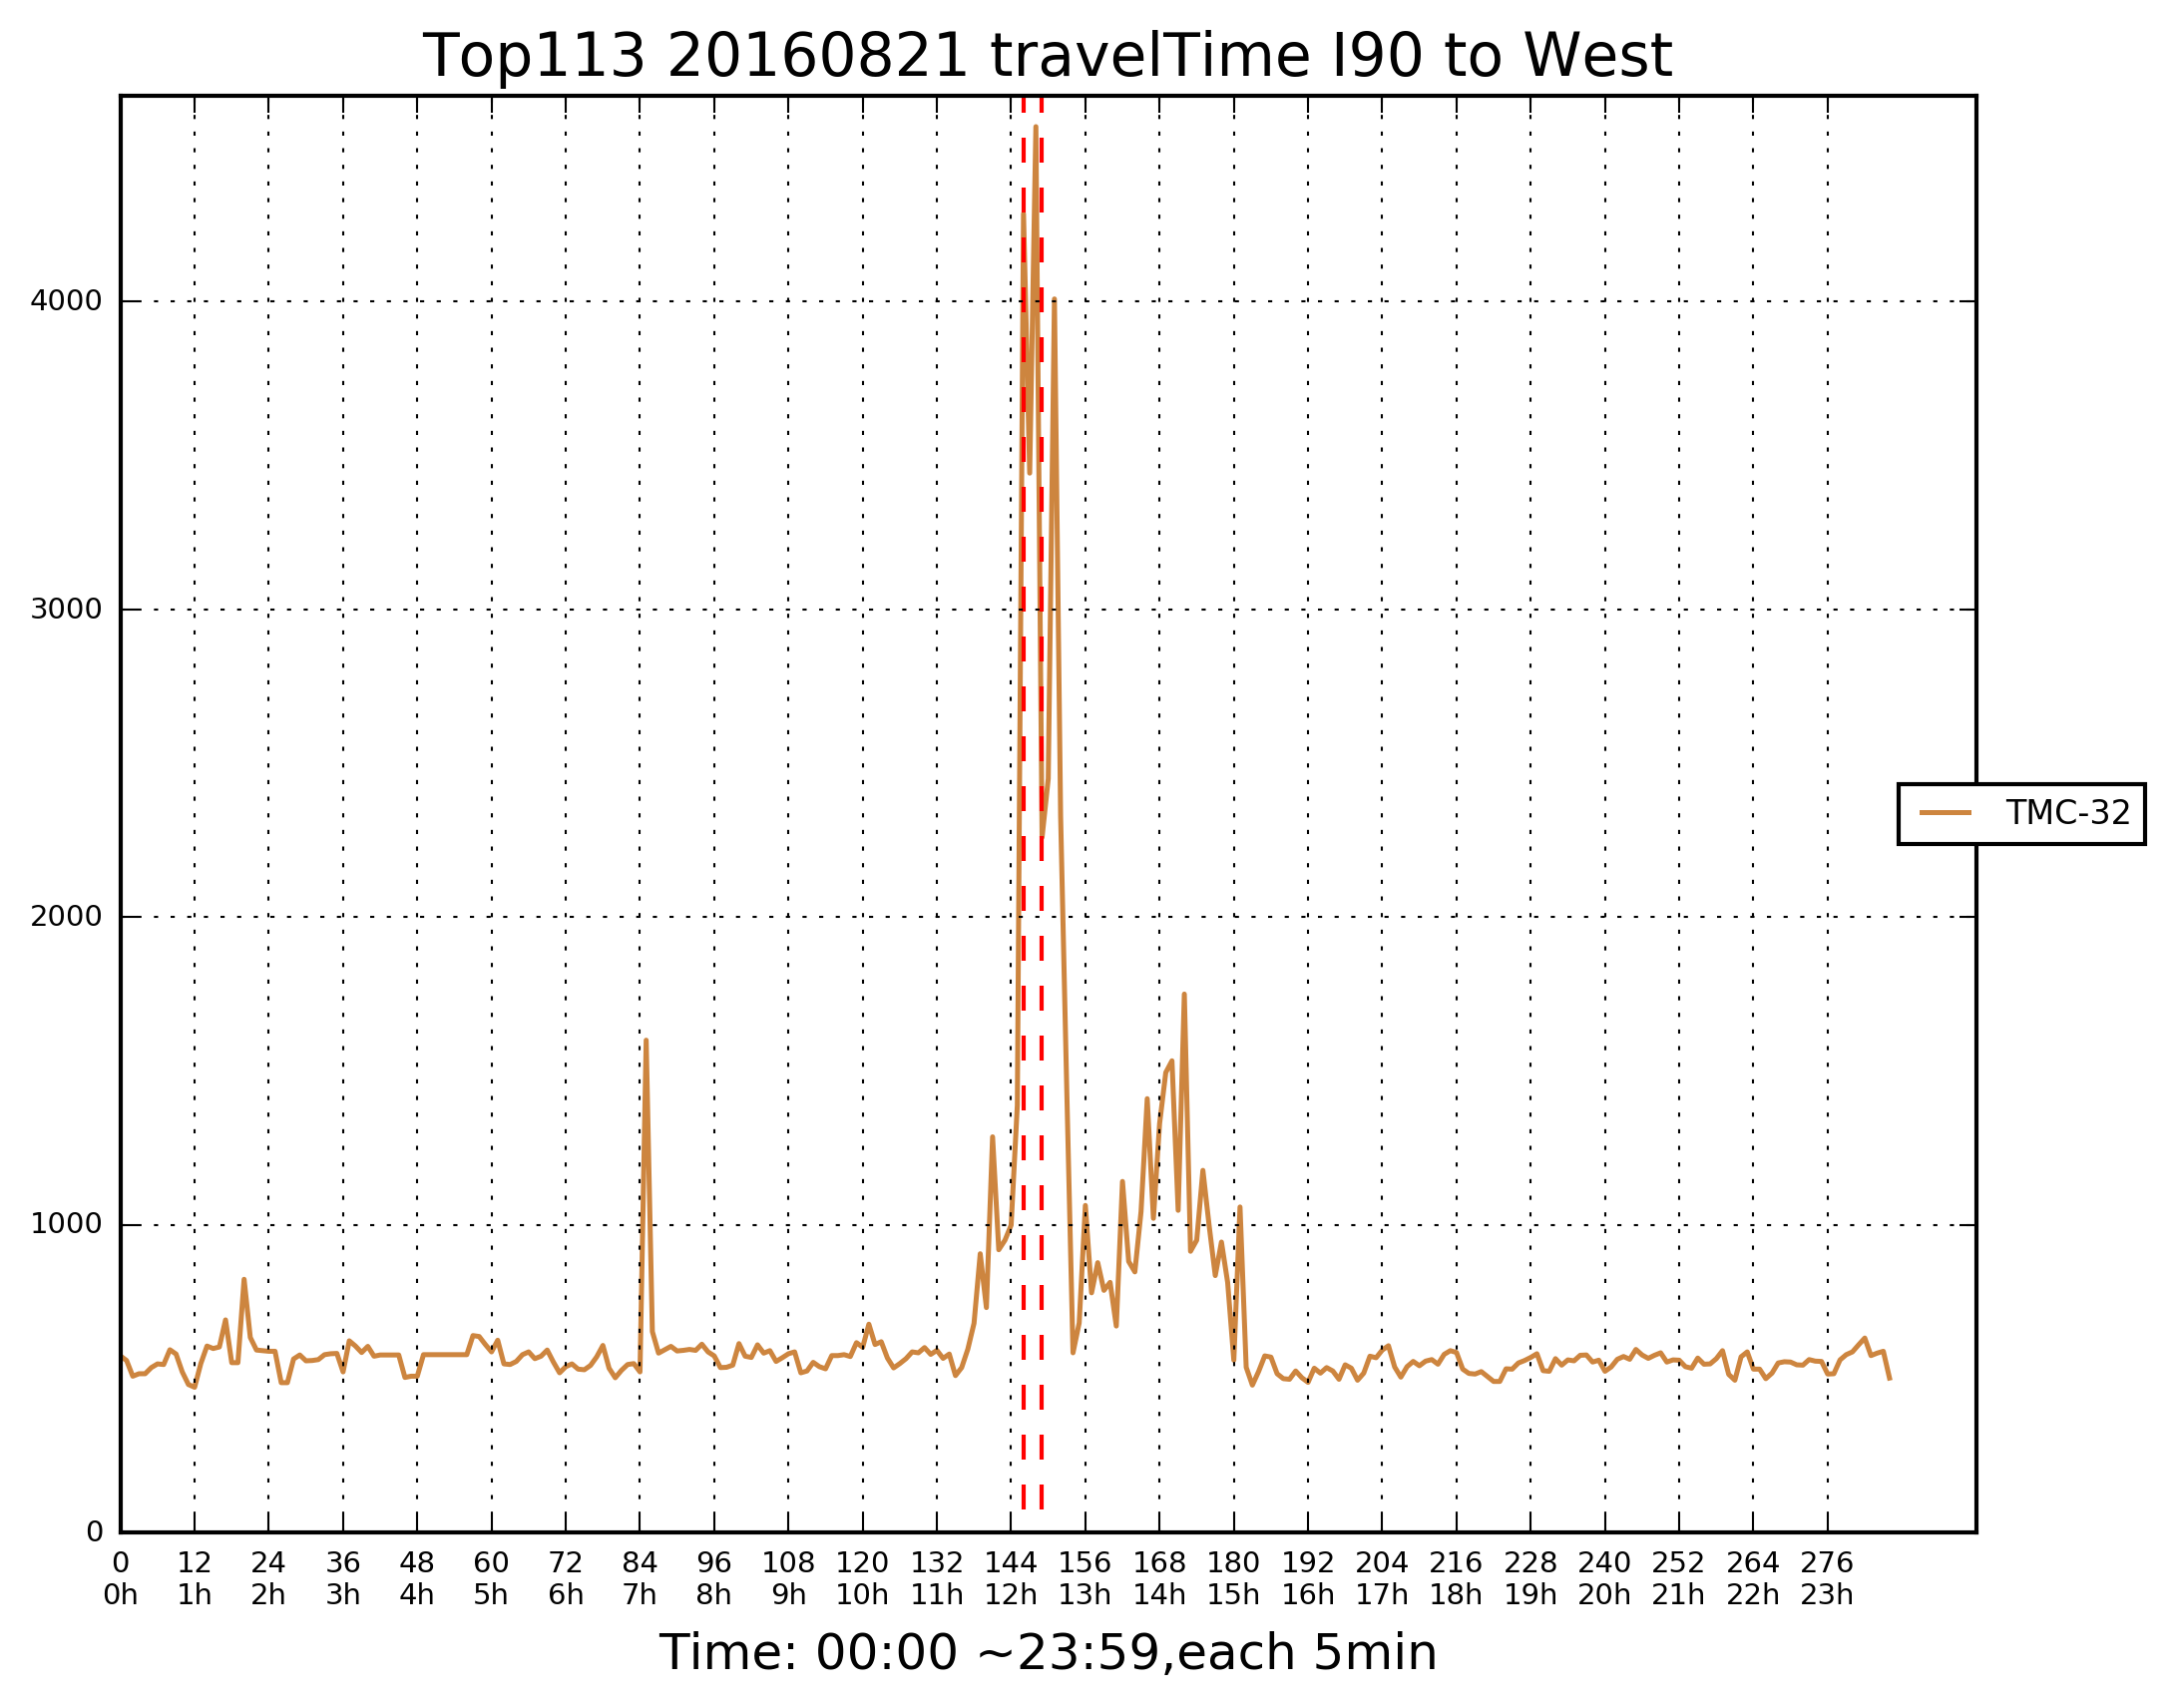 Top113 20160821 travelTime I90 to West
4000
3000
2000
1000
0
TMC-32
0 12 24 36 48 60 72 84 96 108 120 132 144 156 168 180 192 204 216 228 240 252 264 276
0h 1h 2h 3h 4h 5h 6h 7h 8h 9h 10h 11h 12h 13h 14h 15h 16h 17h 18h 19h 20h 21h 22h 23h
Time: 00:00 ~23:59,each 5min